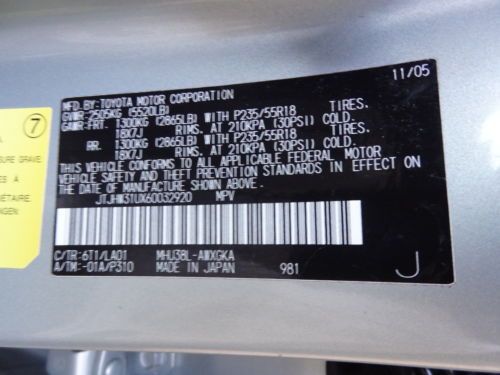 11/05
MFD.BY:TOYOTA MOTOR CORPORATION
GVWR:2505KG (5520LB)
GAWR:FRT. 1300KG (2865LB) WITH P235/55R18 TIRES.
18X7J RIMS. AT 210KPA (30PSI) COLD.
RR. 1300KG (2865LB) WITH P235/55R18 TIRES.
18X7J RIMS. AT 210KPA (30PSI) COLD.
THIS VEHICLE CONFORMS TO ALL APPLICABLE FEDERAL MOTOR
VEHICLE SAFETY AND THEFT PREVENTION STANDARDS IN EFFECT ON
THE DATE OF MANUFACTURE SHOWN ABOVE.
JTJHW31UX60032920 MPV
C/TR:6T1/LA01 MHU38L-AWXGKA
A/TM:-01A/P310 MADE IN JAPAN 981 J
7
SURE GRAVE.